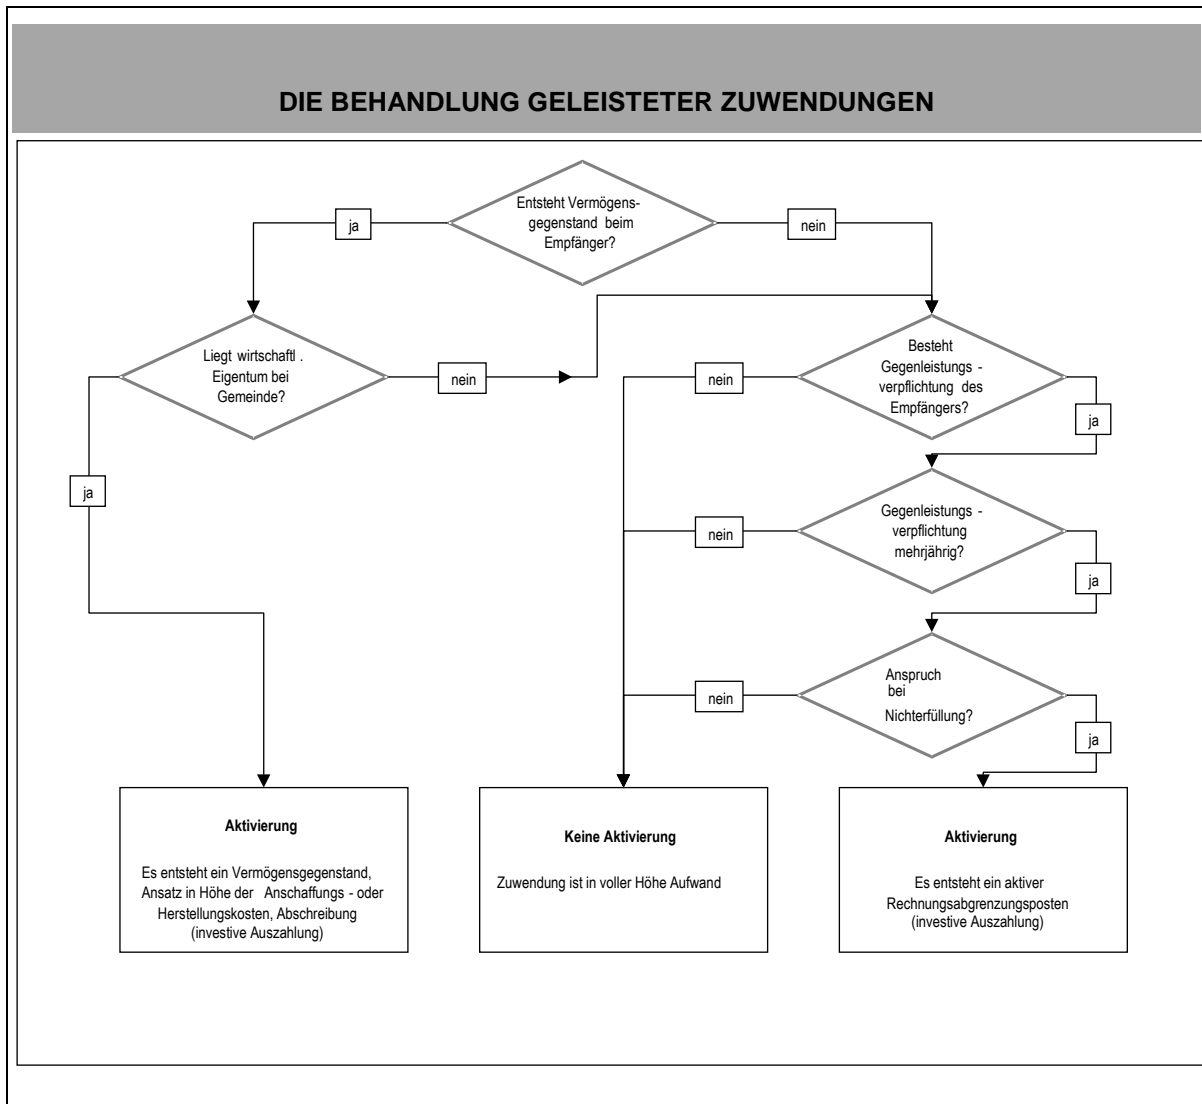 DIE BEHANDLUNG GELEISTETER ZUWENDUNGEN
Entsteht Vermögens-
gegenstand beim
Empfänger?
ja
nein
Liegt wirtschaftl .
Eigentum bei
Gemeinde?
nein
ja
Besteht
Gegenleistungs -
verpflichtung des
Empfängers?
nein
ja
Gegenleistungs -
verpflichtung
mehrjährig?
nein
ja
Anspruch
bei
Nichterfüllung?
nein
ja
Aktivierung
Es entsteht ein Vermögensgegenstand,
Ansatz in Höhe der Anschaffungs - oder
Herstellungskosten, Abschreibung
(investive Auszahlung)
Keine Aktivierung
Zuwendung ist in voller Höhe Aufwand
Aktivierung
Es entsteht ein aktiver
Rechnungsabgrenzungsposten
(investive Auszahlung)